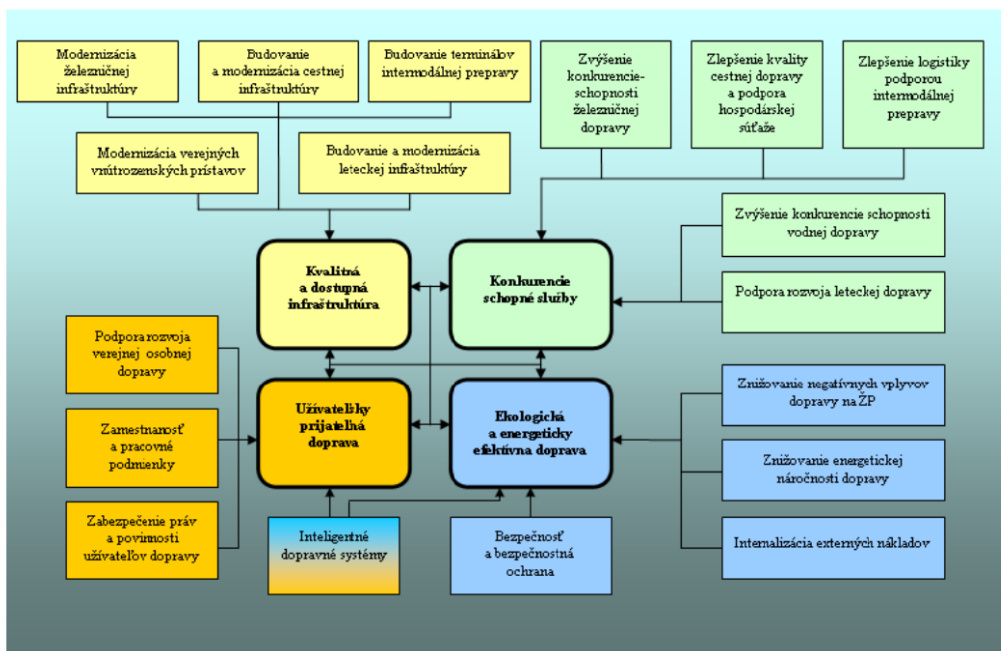 Modernizácia
železničnej
infraštruktúry
Budovanie
a modernizácia cestnej
infraštruktúry
Budovanie terminálov
intermodálnej prepravy
Zvýšenie
konkurencie-
schopnosti
železničnej
dopravy
Zlepšenie kvality
cestnej dopravy
a podpora
hospodárskej
súťaže
Zlepšenie logistiky
podporou
intermodálnej
prepravy
Modernizácia verejných
vnútrozenských prístavov
Budovanie a modernizácia
leteckej infraštruktúry
Zvýšenie konkurencie schopnosti
vodnej dopravy
Kvalitná
a dostupná
infraštruktúra
Konkurencie
schopné služby
Podpora rozvoja leteckej dopravy
Podpora rozvoja
verejnej osobnej
dopravy
Užívateľsky
prijateľná
doprava
Ekologická
a energeticky
efektívna doprava
Znižovanie negatívnych vplyvov
dopravy na ŽP
Zamestnanosť
a pracovné
podmienky
Znižovanie energetickej
náročnosti dopravy
Zabezpečenie práv
a povinností
užívateľov dopravy
Inteligentné
dopravné systémy
Bezpečnosť
a bezpečnostná
ochrana
Internalizácia externých nákladov